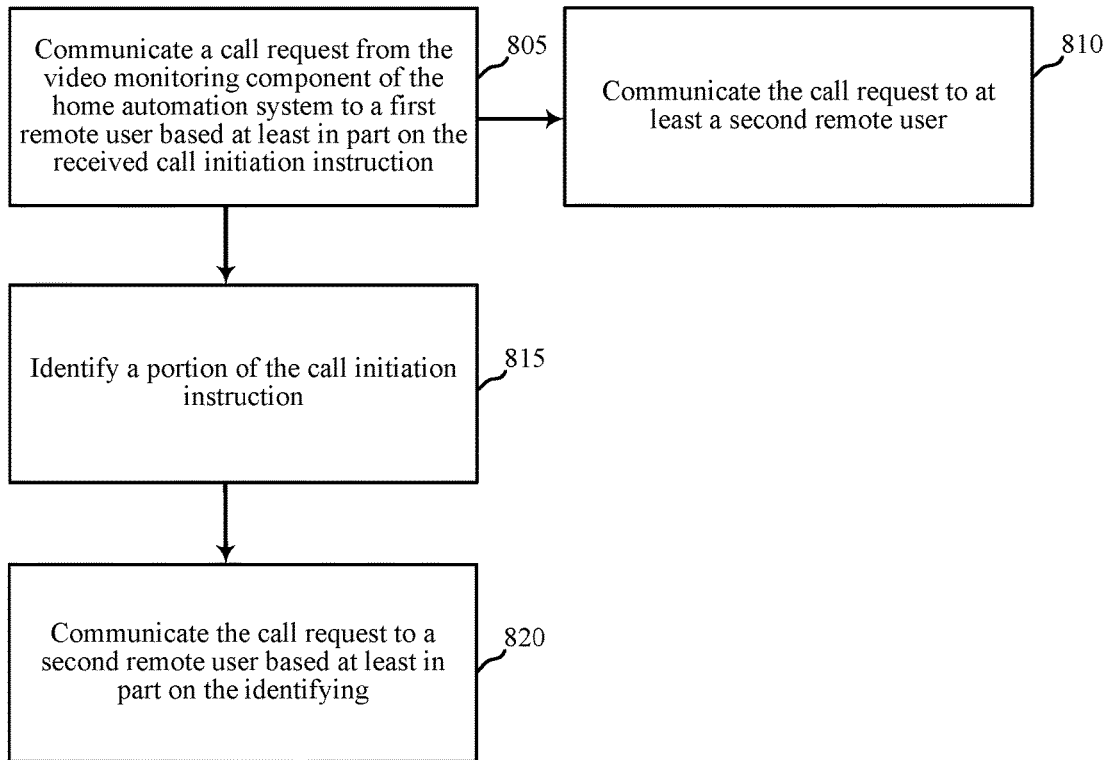 Communicate a call request from the
video monitoring component of the
home automation system to a first
remote user based at least in part on the
received call initiation instruction
805
Communicate the call request to at
least a second remote user
810
Identify a portion of the call initiation
instruction
815
Communicate the call request to a
second remote user based at least in
part on the identifying
820